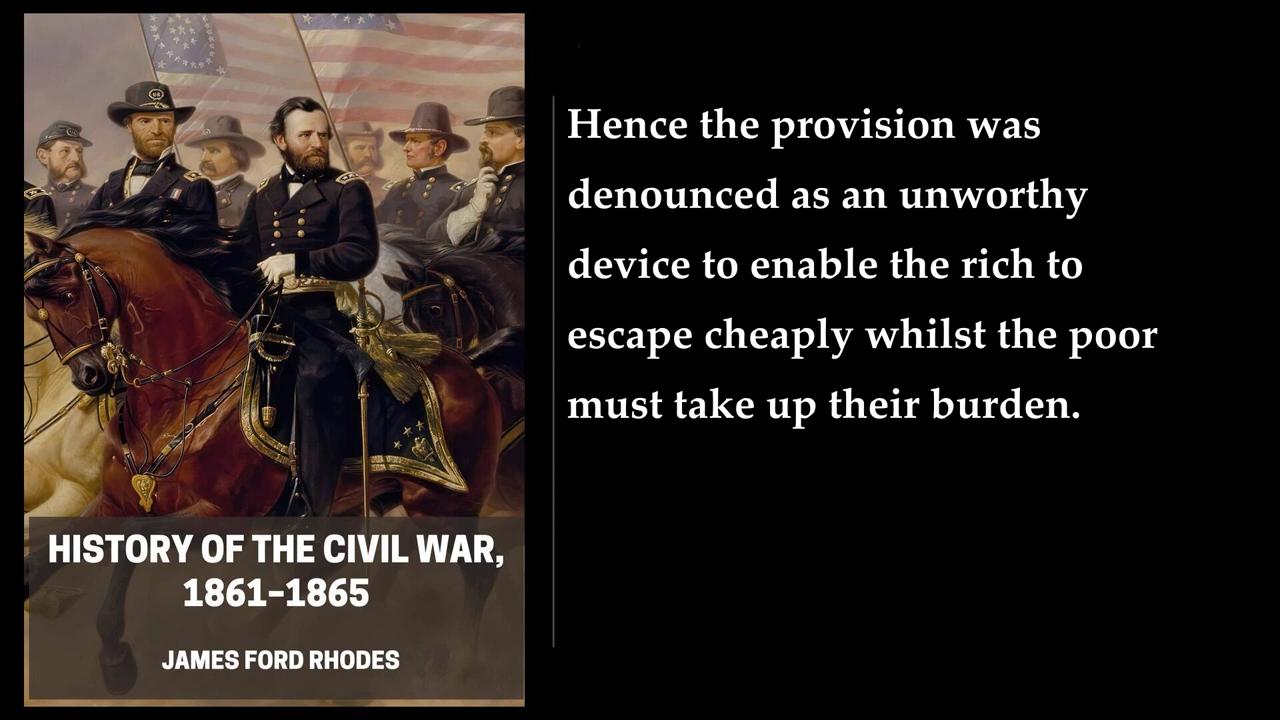 HISTORY OF THE CIVIL WAR,
1861–1865
JAMES FORD RHODES
Hence the provision was
denounced as an unworthy
device to enable the rich to
escape cheaply whilst the poor
must take up their burden.